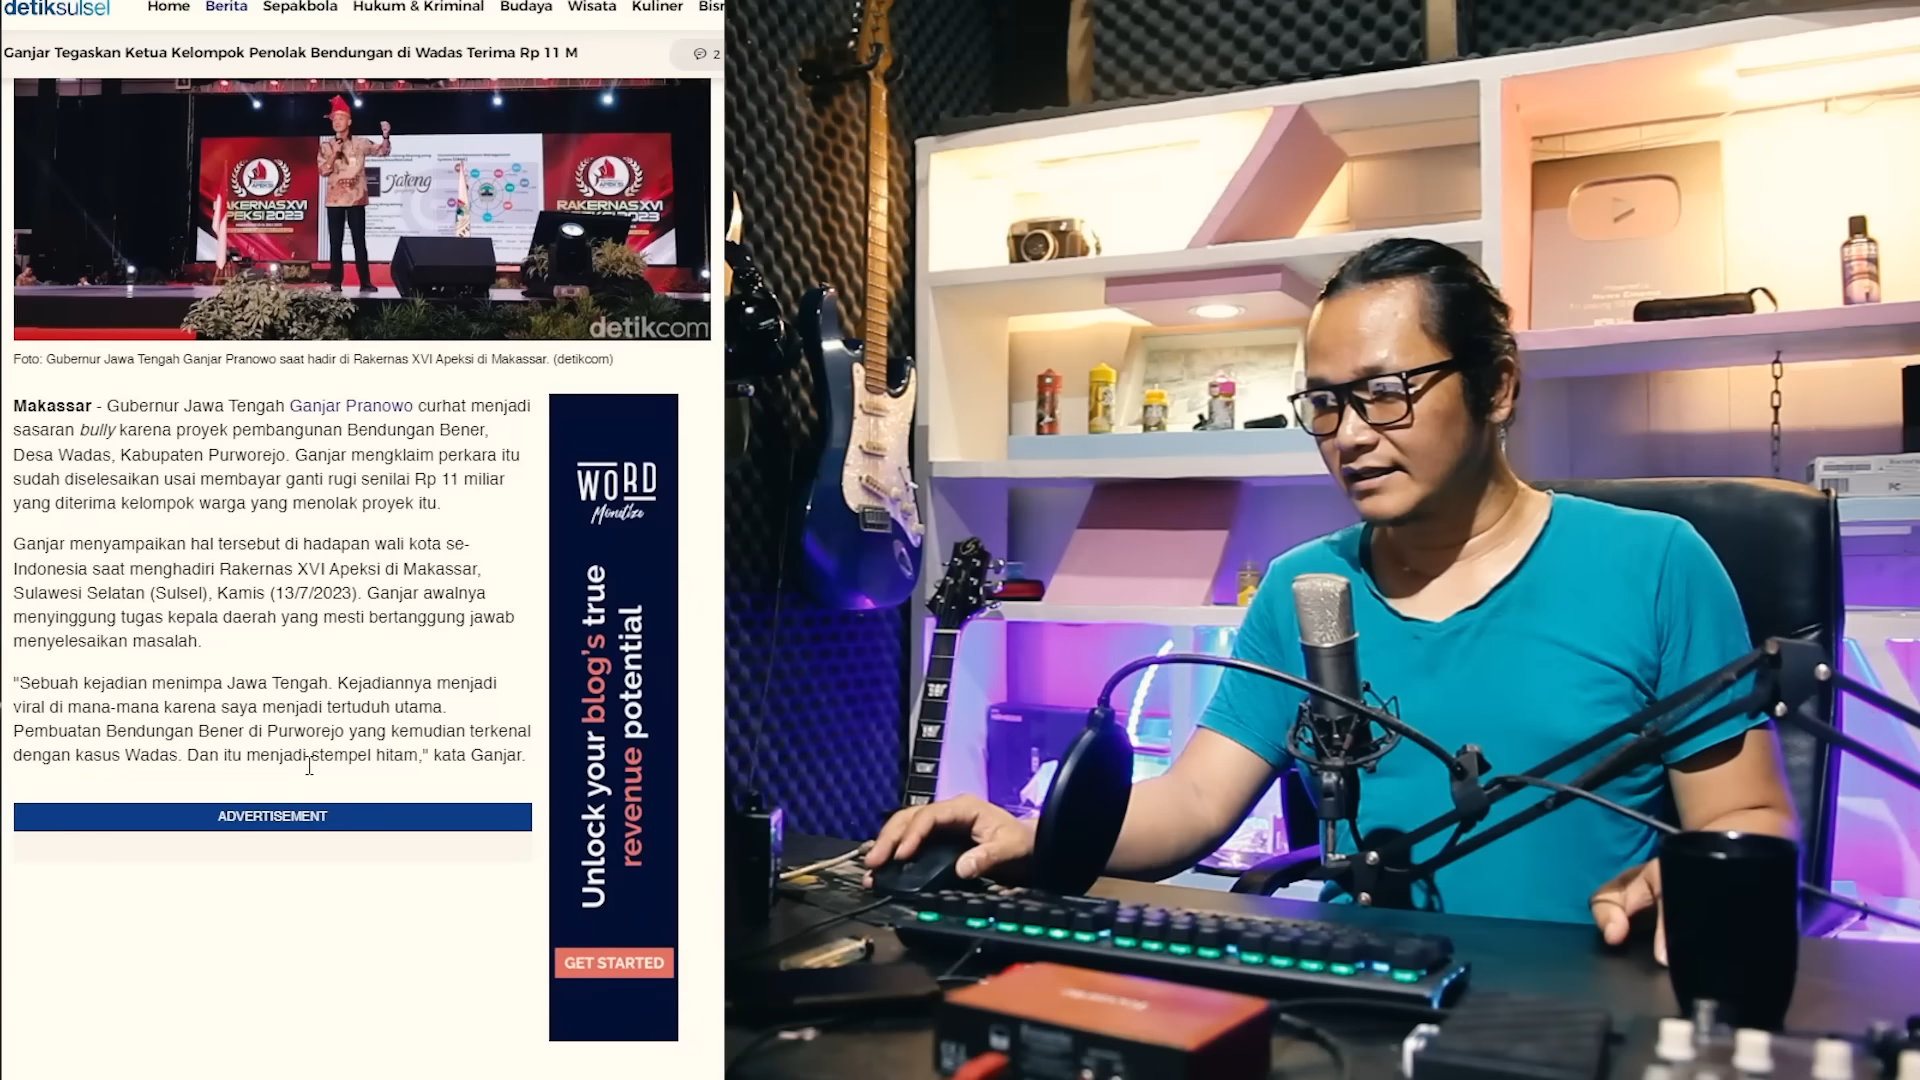 detiksulsel
Home Berita Sepakbola Hukum & Kriminal Budaya Wisata Kuliner
Ganjar Tegaskan Ketua Kelompok Penolak Bendungan di Wadas Terima Rp 11 M
2
Jateng
RAKERNAS XVI
APEKSI 2023
RAKERNAS XVI
APEKSI 2023
detikcom
Foto: Gubernur Jawa Tengah Ganjar Pranowo saat hadir di Rakernas XVI Apeksi di Makassar. (detikcom)
Makassar - Gubernur Jawa Tengah Ganjar Pranowo curhat menjadi
sasaran bully karena proyek pembangunan Bendungan Bener,
Desa Wadas, Kabupaten Purworejo. Ganjar mengklaim perkara itu
sudah diselesaikan usai membayar ganti rugi senilai Rp 11 miliar
yang diterima kelompok warga yang menolak proyek itu.
Ganjar menyampaikan hal tersebut di hadapan wali kota se-
Indonesia saat menghadiri Rakernas XVI Apeksi di Makassar,
Sulawesi Selatan (Sulsel), Kamis (13/7/2023). Ganjar awalnya
menyinggung tugas kepala daerah yang mesti bertanggung jawab
menyelesaikan masalah.
"Sebuah kejadian menimpa Jawa Tengah. Kejadiannya menjadi
viral di mana-mana karena saya menjadi tertuduh utama.
Pembuatan Bendungan Bener di Purworejo yang kemudian terkenal
dengan kasus Wadas. Dan itu menjadi stempel hitam," kata Ganjar.
ADVERTISEMENT
WORD
Monetize
Unlock your blog's true
revenue potential
GET STARTED
PC